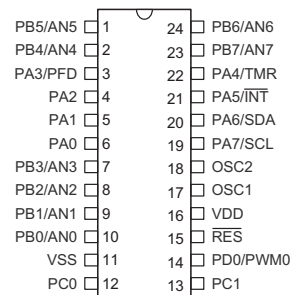 PB5/AN5 1 24 PB6/AN6
PB4/AN4 2 23 PB7/AN7
PA3/PFD 3 22 PA4/TMR
PA2 4 21 PA5/I̅N̅T̅
PA1 5 20 PA6/SDA
PA0 6 19 PA7/SCL
PB3/AN3 7 18 OSC2
PB2/AN2 8 17 OSC1
PB1/AN1 9 16 VDD
PB0/AN0 10 15 R̅E̅S̅
VSS 11 14 PD0/PWM0
PC0 12 13 PC1